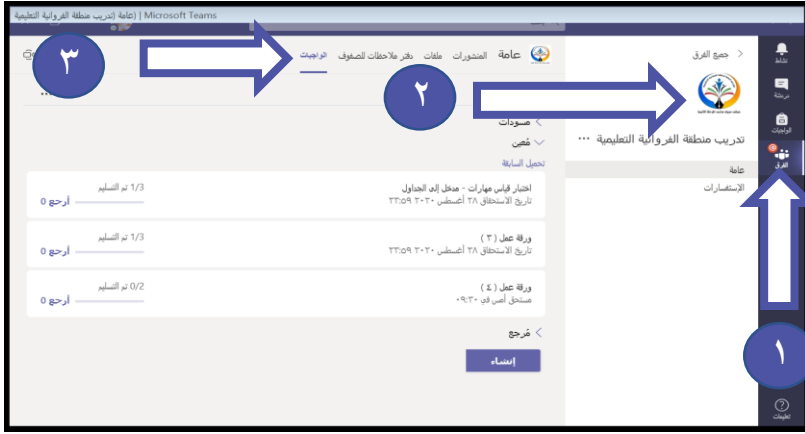 عامة (تدريب منطقة الفروانية التعليمية) | Microsoft Teams
نشاط
دردشة
الواجبات
الفرق
تعليمات
جميع الفرق
تدريب منطقة الفروانية التعليمية ...
عامة
الإستفسارات
عامة المنشورات ملفات دفتر ملاحظات للصفوف الواجبات
١
٢
٣
مسودات
مُعين
تحميل السابقة
اختبار قياس مهارات - مدخل إلى الجداول
تاريخ الاستحقاق ٢٨ أغسطس ٢٠٢٠ ٢٣:٥٩
1/3 تم التسليم
أرجع 0
ورقة عمل ( ٣ )
تاريخ الاستحقاق ٢٨ أغسطس ٢٠٢٠ ٢٣:٥٩
1/3 تم التسليم
أرجع 0
ورقة عمل ( ٤ )
مستحق أمس في ٠٩:٣٠
0/2 تم التسليم
أرجع 0
مُرجع
إنشاء